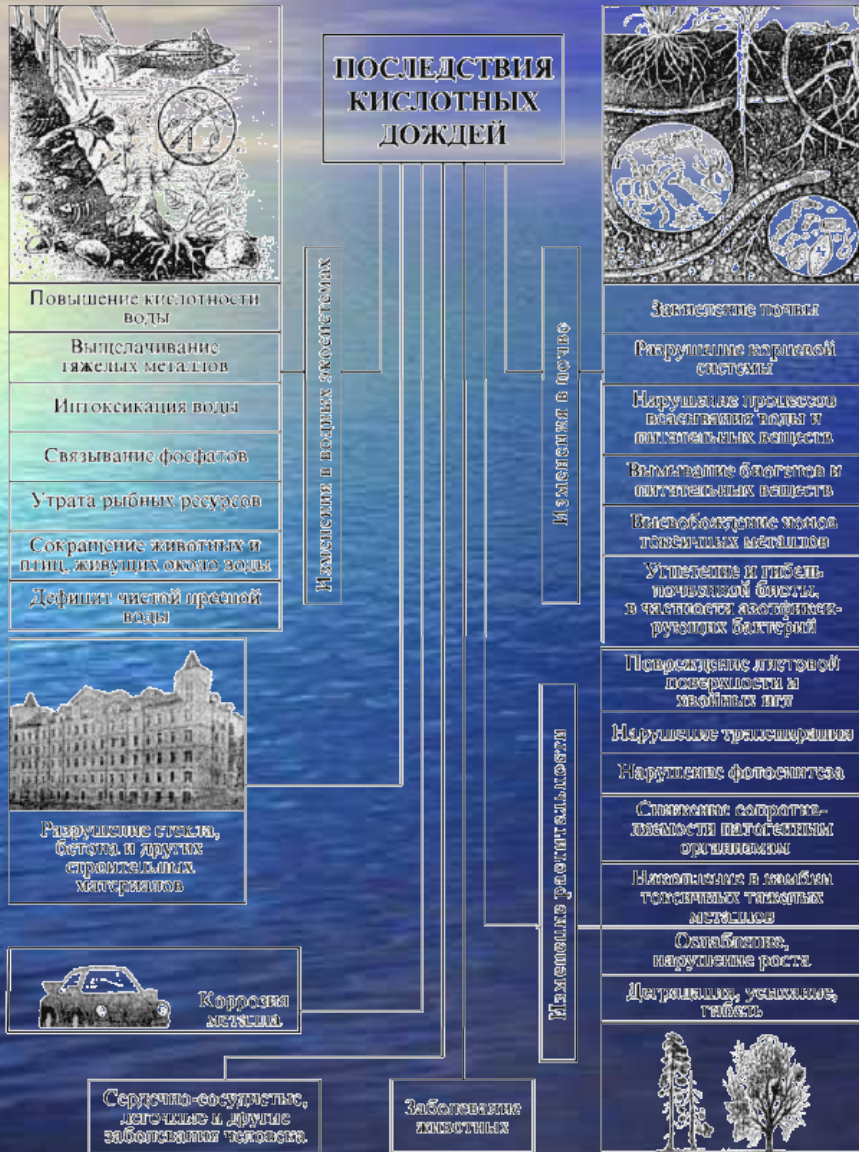 ПОСЛЕДСТВИЯ
КИСЛОТНЫХ
ДОЖДЕЙ
Изменение в водных экосистемах
Повышение кислотности
воды
Выщелачивание
тяжелых металлов
Интоксикация воды
Связывание фосфатов
Утрата рыбных ресурсов
Сокращение животных и
птиц, живущих около воды
Дефицит чистой пресной
воды
Разрушение стекла,
бетона и других
строительных
материалов
Коррозия
металла
Сердечно-сосудистые,
легочные и другие
заболевания человека
Заболевание
животных
Изменения в почве
Закисление почвы
Разрушение корневой
системы
Нарушение процессов
всасывания воды и
питательных веществ
Вымывание биогенов и
питательных веществ
Высвобождение ионов
токсичных металлов
Угнетение и гибель
почвенной биоты,
в частности азотфикси-
рующих бактерий
Изменение растительности
Повреждение листовой
поверхности и
хвойных игл
Нарушение транспирации
Нарушение фотосинтеза
Снижение сопротив-
ляемости патогенным
организмам
Накопление в камбии
токсичных тяжелых
металлов
Ослабление,
нарушение роста
Деградация, усыхание,
гибель